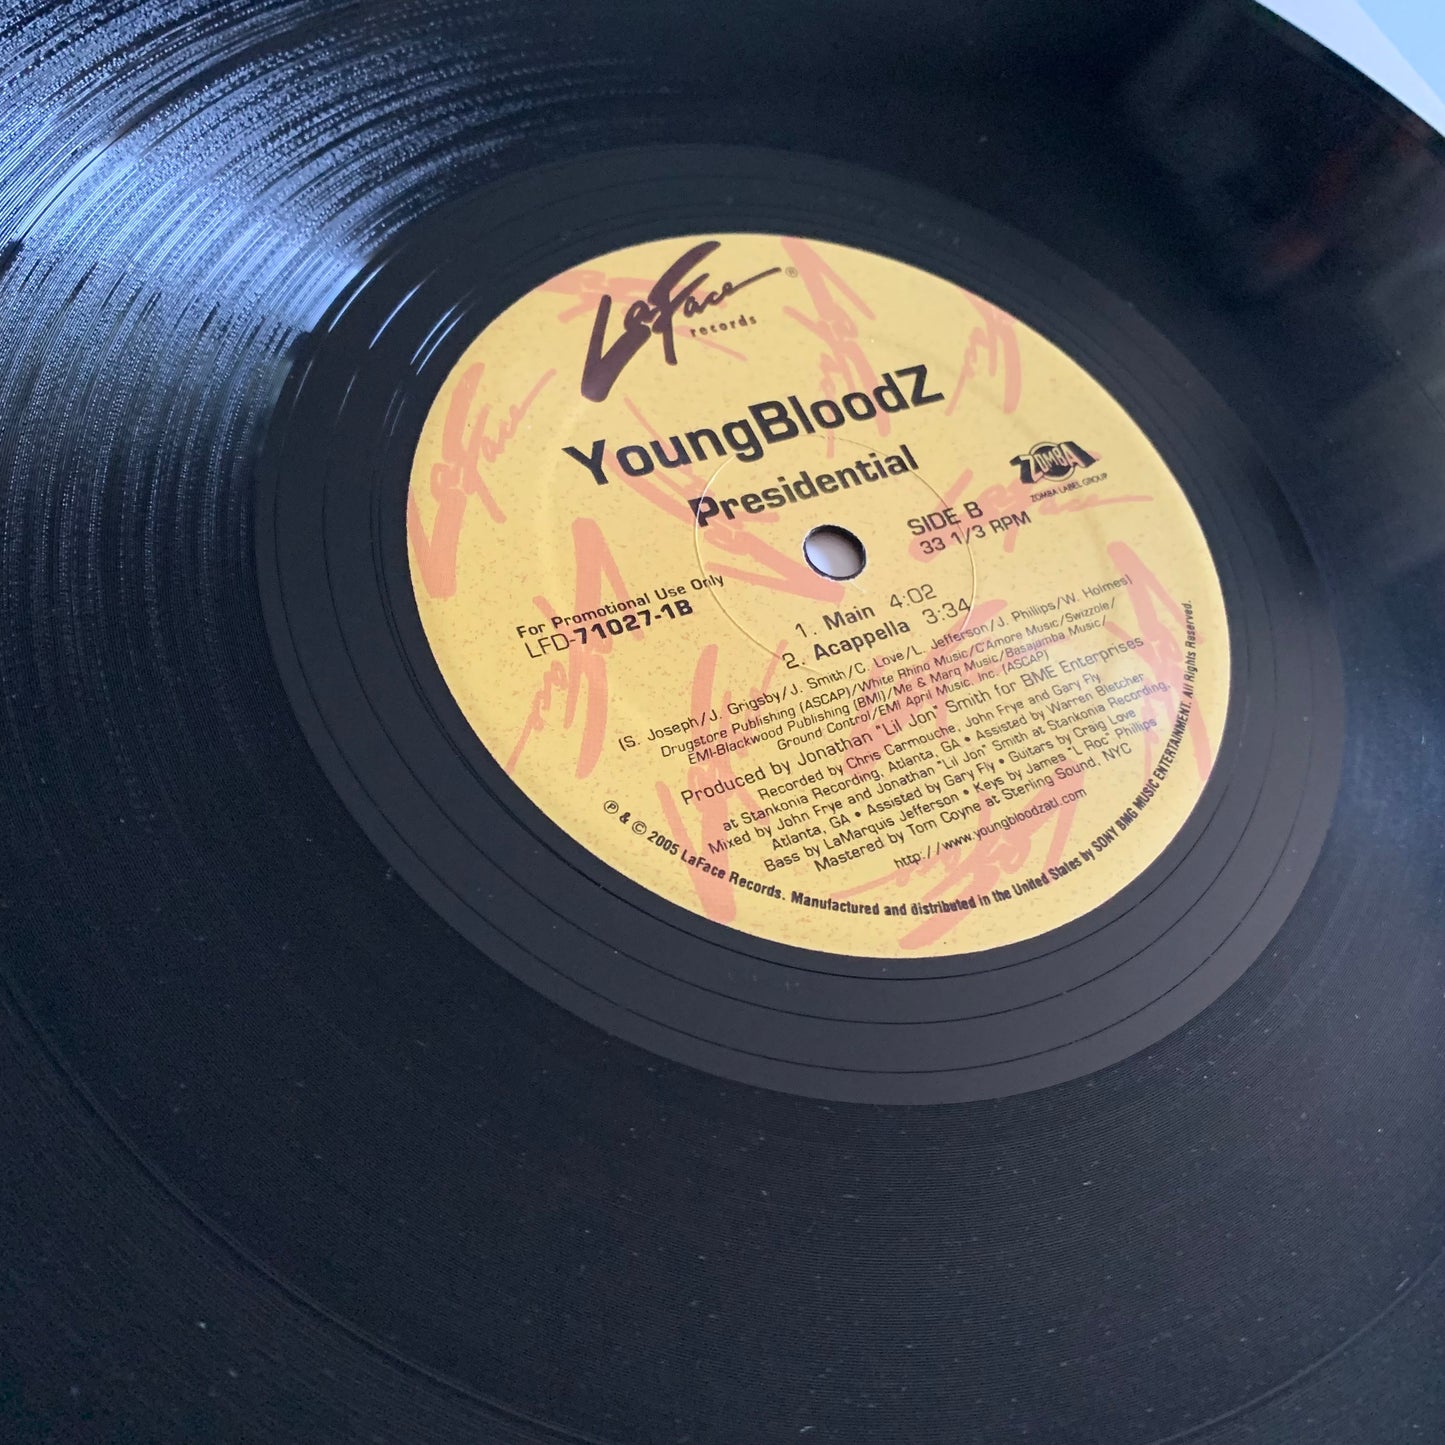 LaFace ®
records
YoungBloodZ
Presidential
ZOMBA
ZOMBA LABEL GROUP
SIDE B
33 1/3 RPM
For Promotional Use Only
LFD-71027-1B
1. Main 4:02
2. Acappella 3:34
(S. Joseph/J. Grigsby/J. Smith/C. Love/L. Jefferson/J. Phillips/W. Holmes)
Drugstore Publishing (ASCAP)/White Rhino Music/C'Amore Music/Swizzole/
EMI-Blackwood Publishing (BMI)/Me & Marq Music/Basajamba Music/
Ground Control/EMI April Music. Inc. (ASCAP)
Produced by Jonathan "Lil Jon" Smith for BME Enterprises
Recorded by Chris Carmouche, John Frye and Gary Fly
at Stankonia Recording, Atlanta, GA • Assisted by Warren Bletcher
Mixed by John Frye and Jonathan "Lil Jon" Smith at Stankonia Recording,
Atlanta, GA • Assisted by Gary Fly • Guitars by Craig Love
Bass by LaMarquis Jefferson • Keys by James "L Roc" Phillips
Mastered by Tom Coyne at Sterling Sound, NYC
http://www.youngbloodzatl.com
℗ & © 2005 LaFace Records. Manufactured and distributed in the United States by SONY BMG MUSIC ENTERTAINMENT. All Rights Reserved.